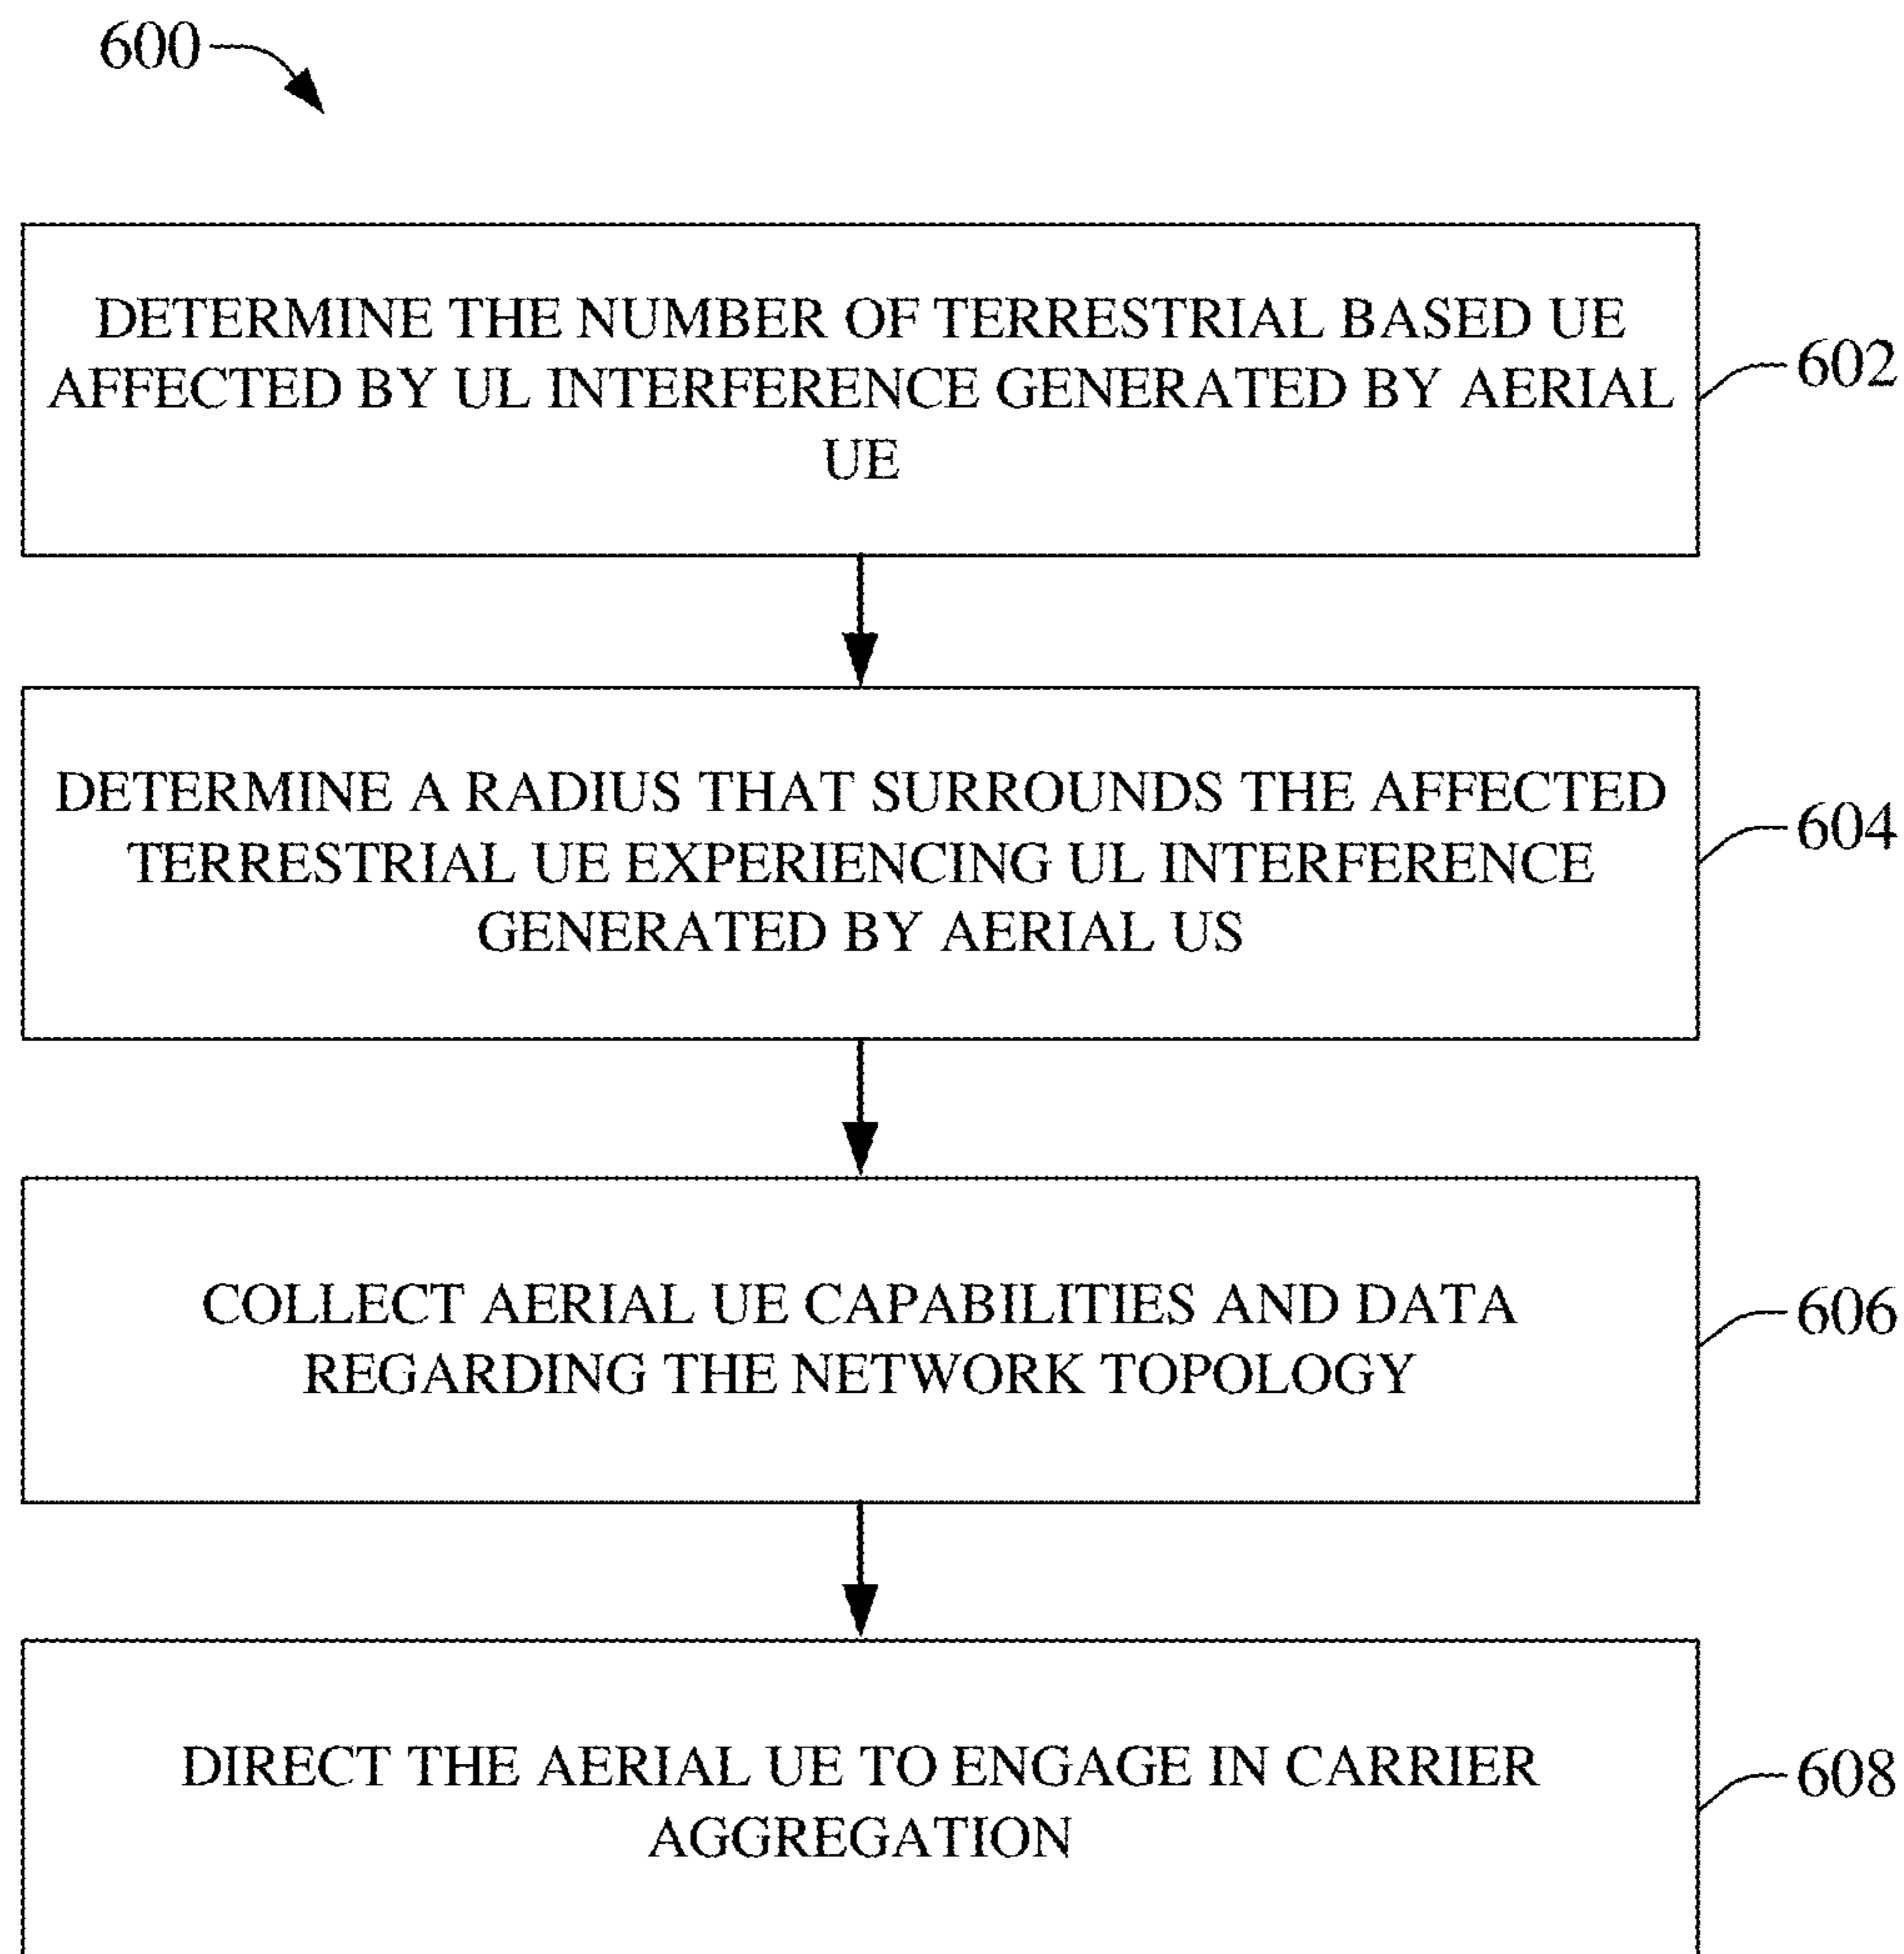 600
DETERMINE THE NUMBER OF TERRESTRIAL BASED UE
AFFECTED BY UL INTERFERENCE GENERATED BY AERIAL
UE
602
DETERMINE A RADIUS THAT SURROUNDS THE AFFECTED
TERRESTRIAL UE EXPERIENCING UL INTERFERENCE
GENERATED BY AERIAL US
604
COLLECT AERIAL UE CAPABILITIES AND DATA
REGARDING THE NETWORK TOPOLOGY
606
DIRECT THE AERIAL UE TO ENGAGE IN CARRIER
AGGREGATION
608